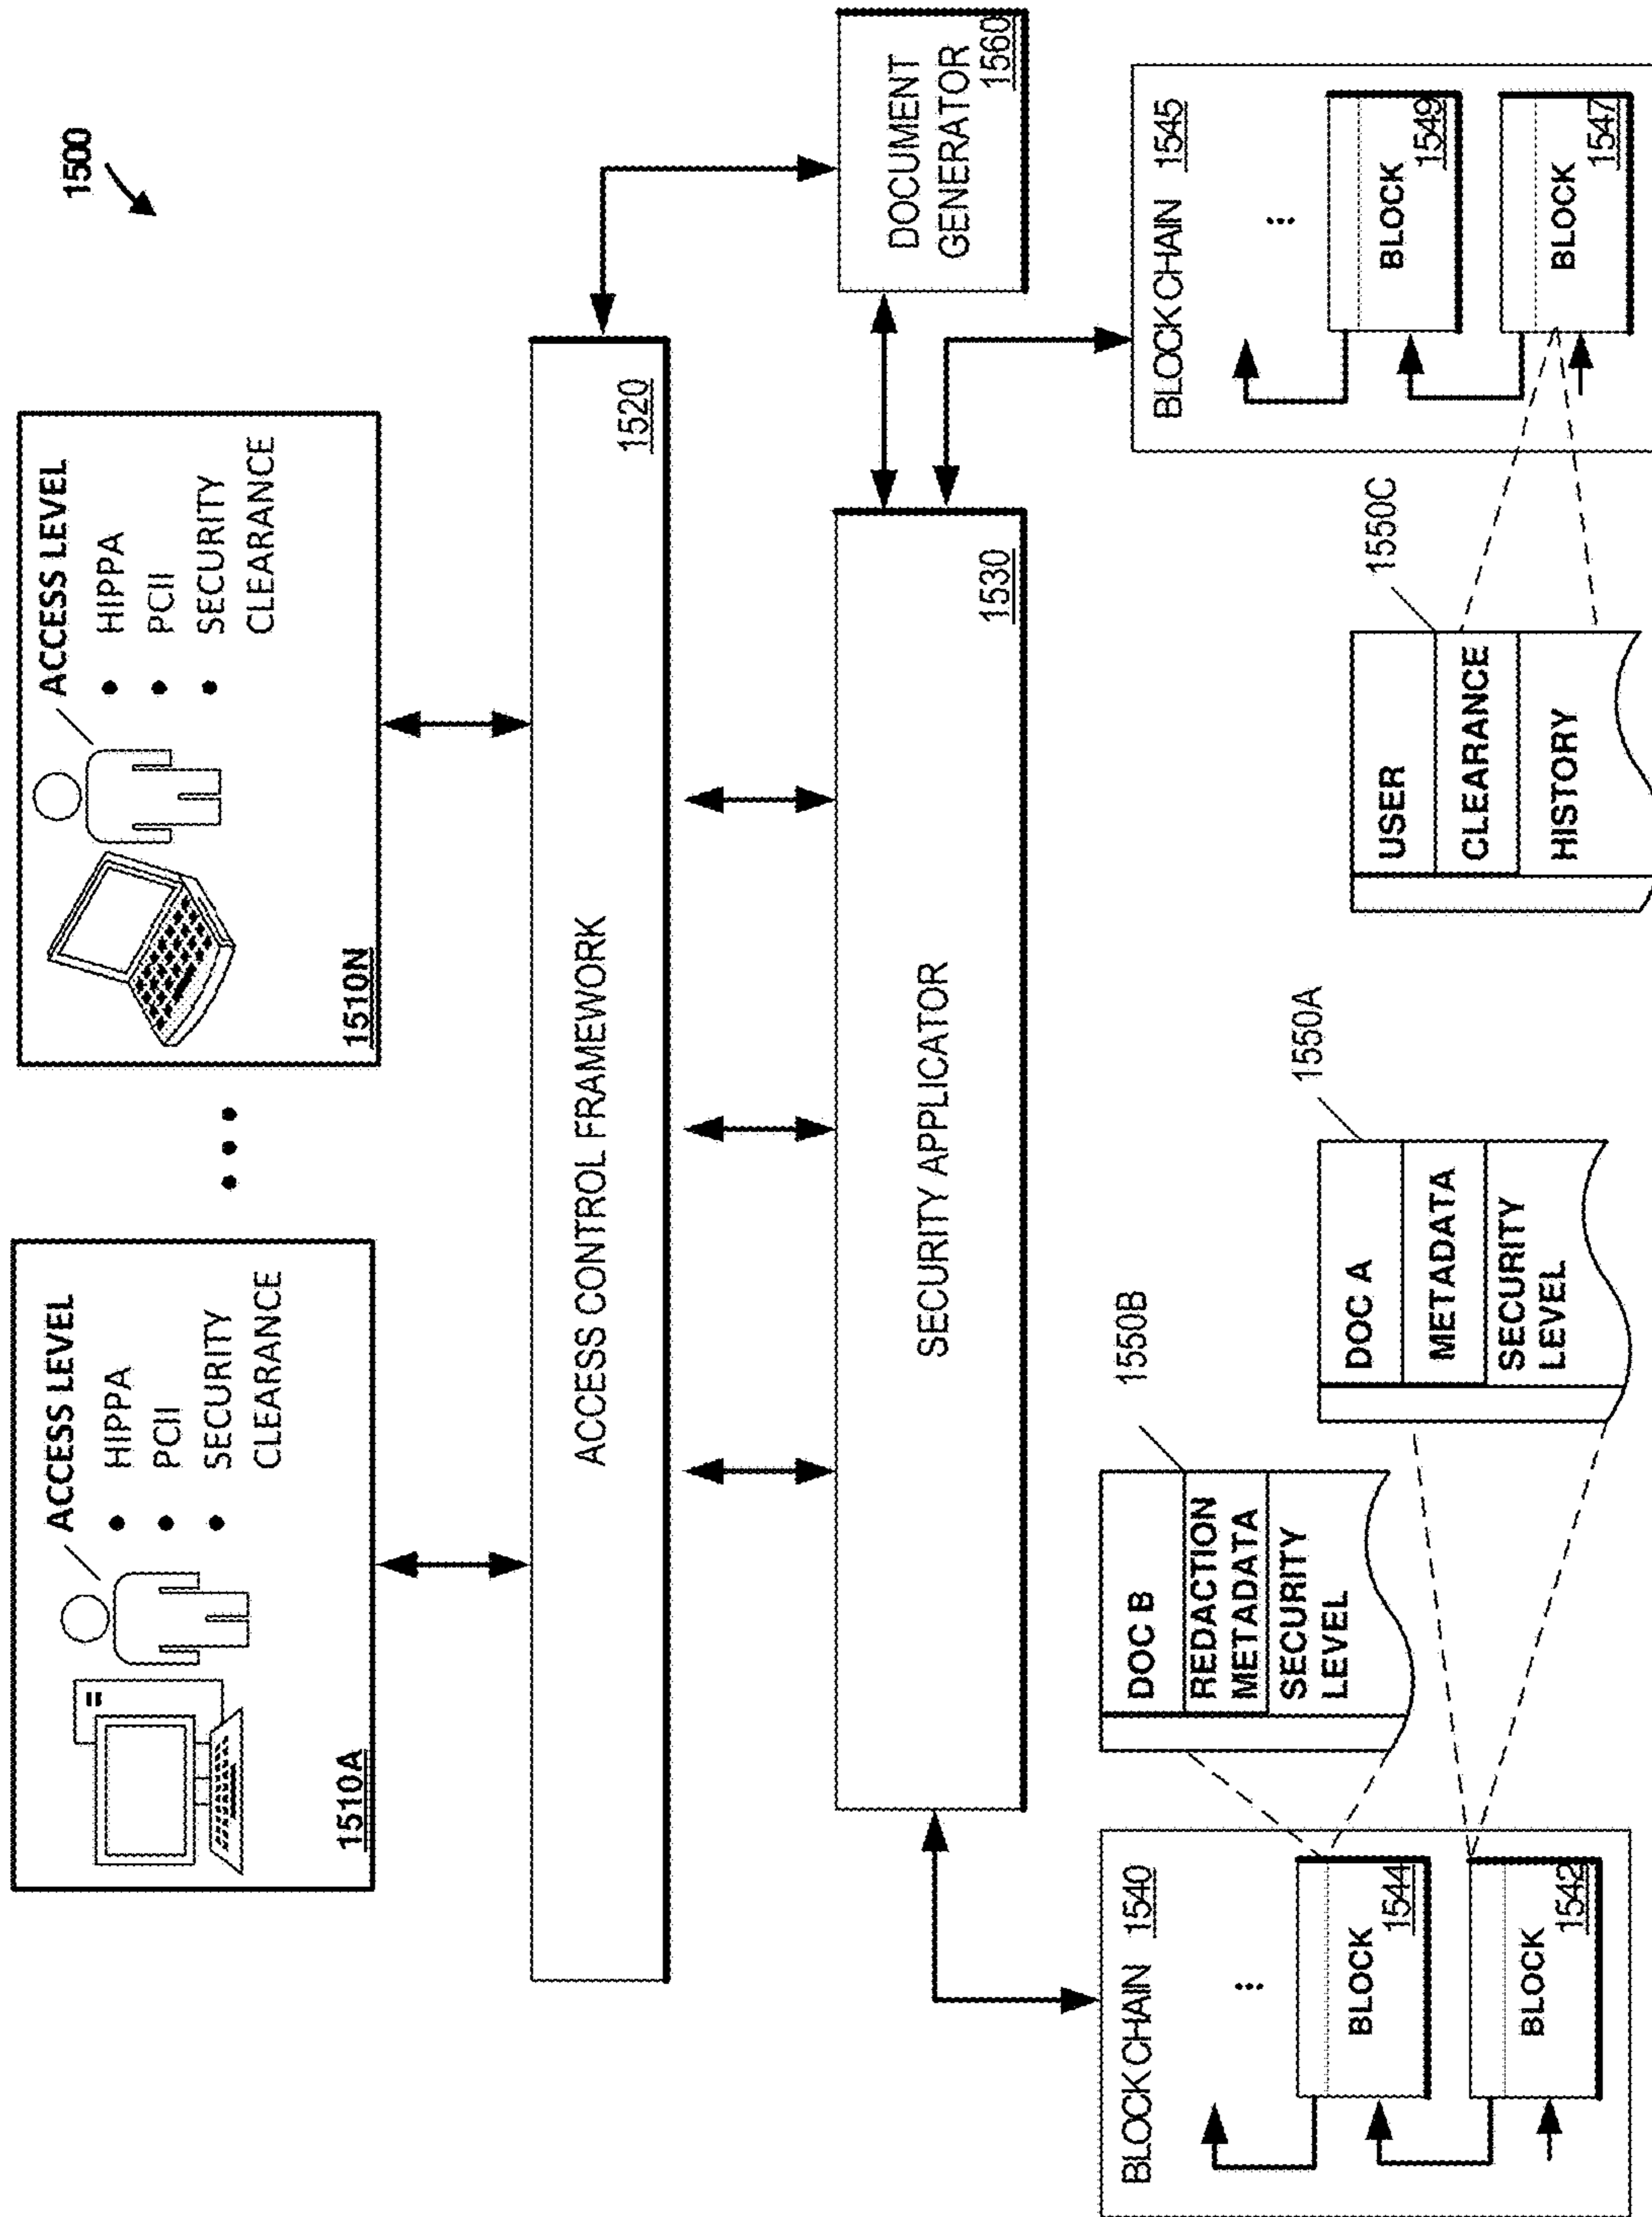 1500
ACCESS LEVEL
• HIPPA
• PCII
• SECURITY
CLEARANCE
1510A
• • •
ACCESS LEVEL
• HIPPA
• PCII
• SECURITY
CLEARANCE
1510N
ACCESS CONTROL FRAMEWORK
1520
SECURITY APPLICATOR
1530
DOCUMENT
GENERATOR
1560
BLOCK CHAIN 1540
...
BLOCK
1544
BLOCK
1542
1550B
DOC B
REDACTION
METADATA
SECURITY
LEVEL
1550A
DOC A
METADATA
SECURITY
LEVEL
1550C
USER
CLEARANCE
HISTORY
BLOCK CHAIN 1545
...
BLOCK
1549
BLOCK
1547